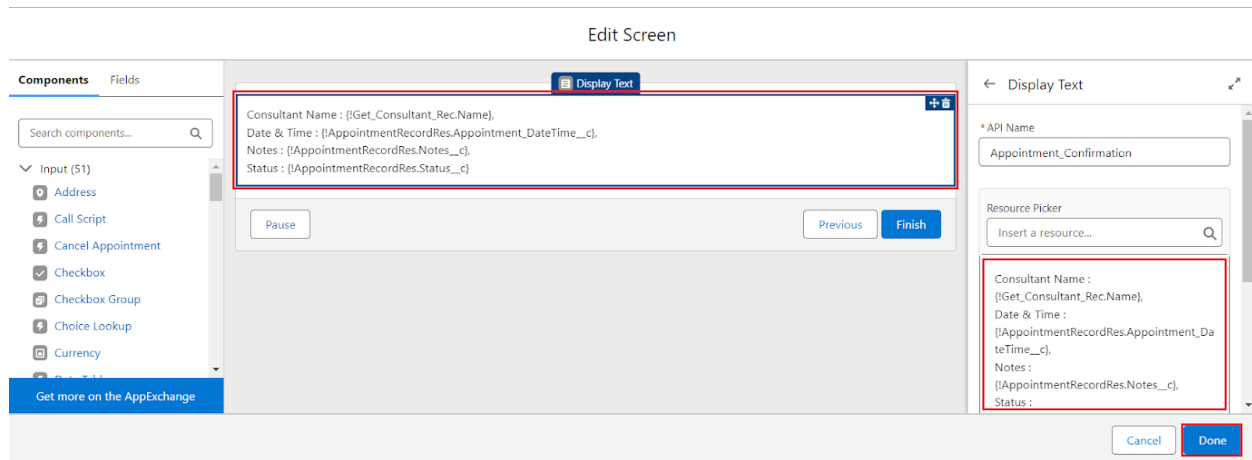 Edit Screen
Components Fields
Search components...
Input (51)
Address
Call Script
Cancel Appointment
Checkbox
Checkbox Group
Choice Lookup
Currency
Get more on the AppExchange
Display Text
Consultant Name : {!Get_Consultant_Rec.Name},
Date & Time : {!AppointmentRecordRes.Appointment_DateTime__c},
Notes : {!AppointmentRecordRes.Notes__c},
Status : {!AppointmentRecordRes.Status__c}
Pause Previous Finish
Display Text
* API Name
Appointment_Confirmation
Resource Picker
Insert a resource...
Consultant Name :
{!Get_Consultant_Rec.Name},
Date & Time :
{!AppointmentRecordRes.Appointment_Da
teTime__c},
Notes :
{!AppointmentRecordRes.Notes__c},
Status :
Cancel Done